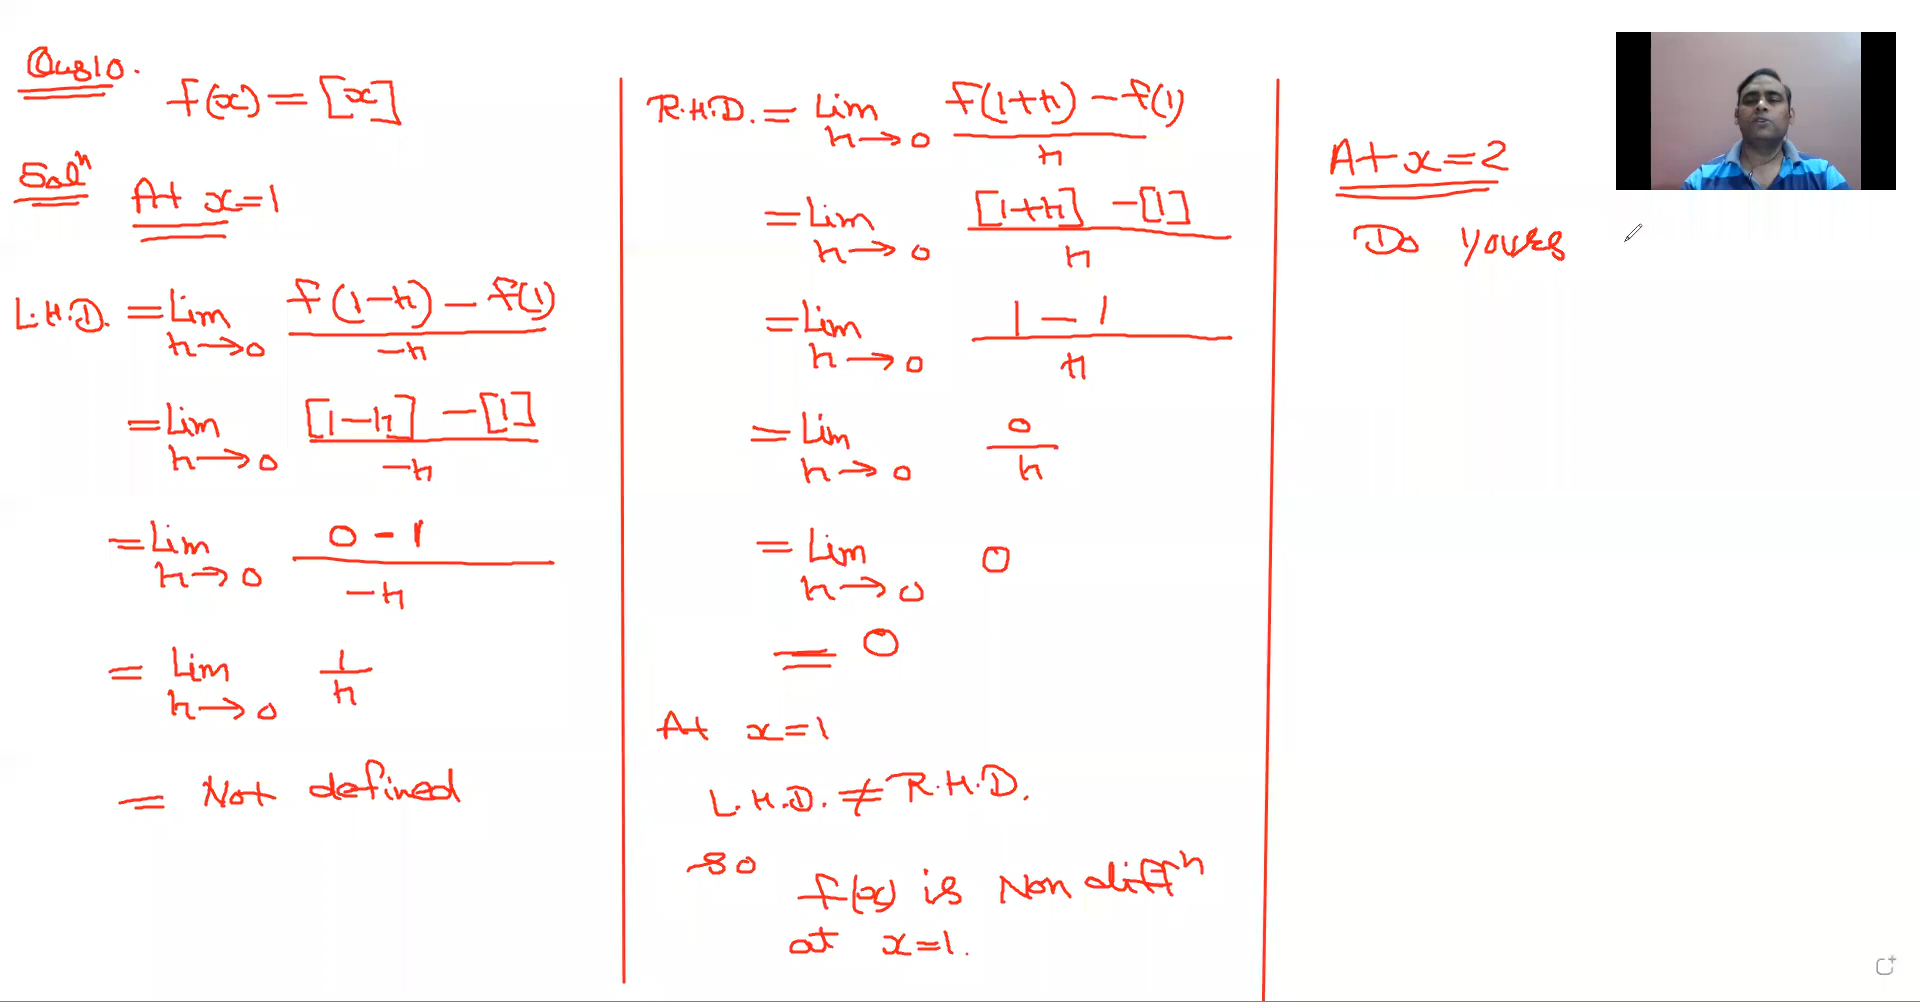 Ques10.
f(x) = [x]
Solⁿ
At x=1
L.H.D. = Lim h→0 f(1-h) - f(1) / -h
= Lim h→0 [1-h] - [1] / -h
= Lim h→0 0 - 1 / -h
= Lim h→0 1 / h
= Not defined
R.H.D. = Lim h→0 f(1+h) - f(1) / h
= Lim h→0 [1+h] - [1] / h
= Lim h→0 1 - 1 / h
= Lim h→0 0 / h
= Lim h→0 0
= 0
At x=1
L.H.D. ≠ R.H.D.
so
f(x) is Non diffⁿ
at x=1.
At x=2
Do yours